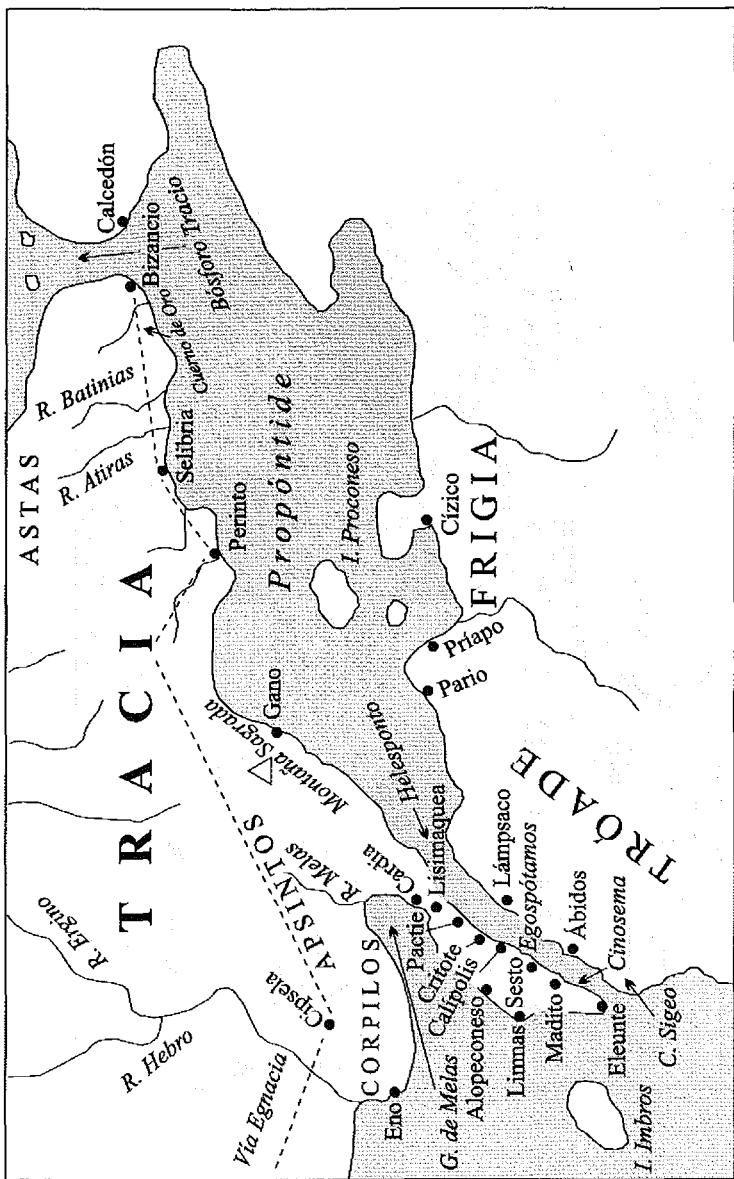 ASTAS
TRACIA
R. Ergino
R. Hebro
Vía Egnacia
Cipsela
APSINTOS
CORPILOS
Eno
R. Melas
G. de Melas
Montaña Sagrada
Gano
Perinto
Selibria
R. Atiras
R. Batinias
Cuerno de Oro
Bizancio
Calcedón
Bósforo Tracio
Propóntide
I. Proconeso
Cízico
FRIGIA
Príapo
Pario
Helesponto
Cardia
Lisimaquea
Pactie
Critote
Calípolis
Alopeconeso
Limnas
Sesto
Egospótamos
Madito
Eleunte
Lámpsaco
Ábidos
Cinosema
C. Sigeo
TRÓADE
I. Imbros